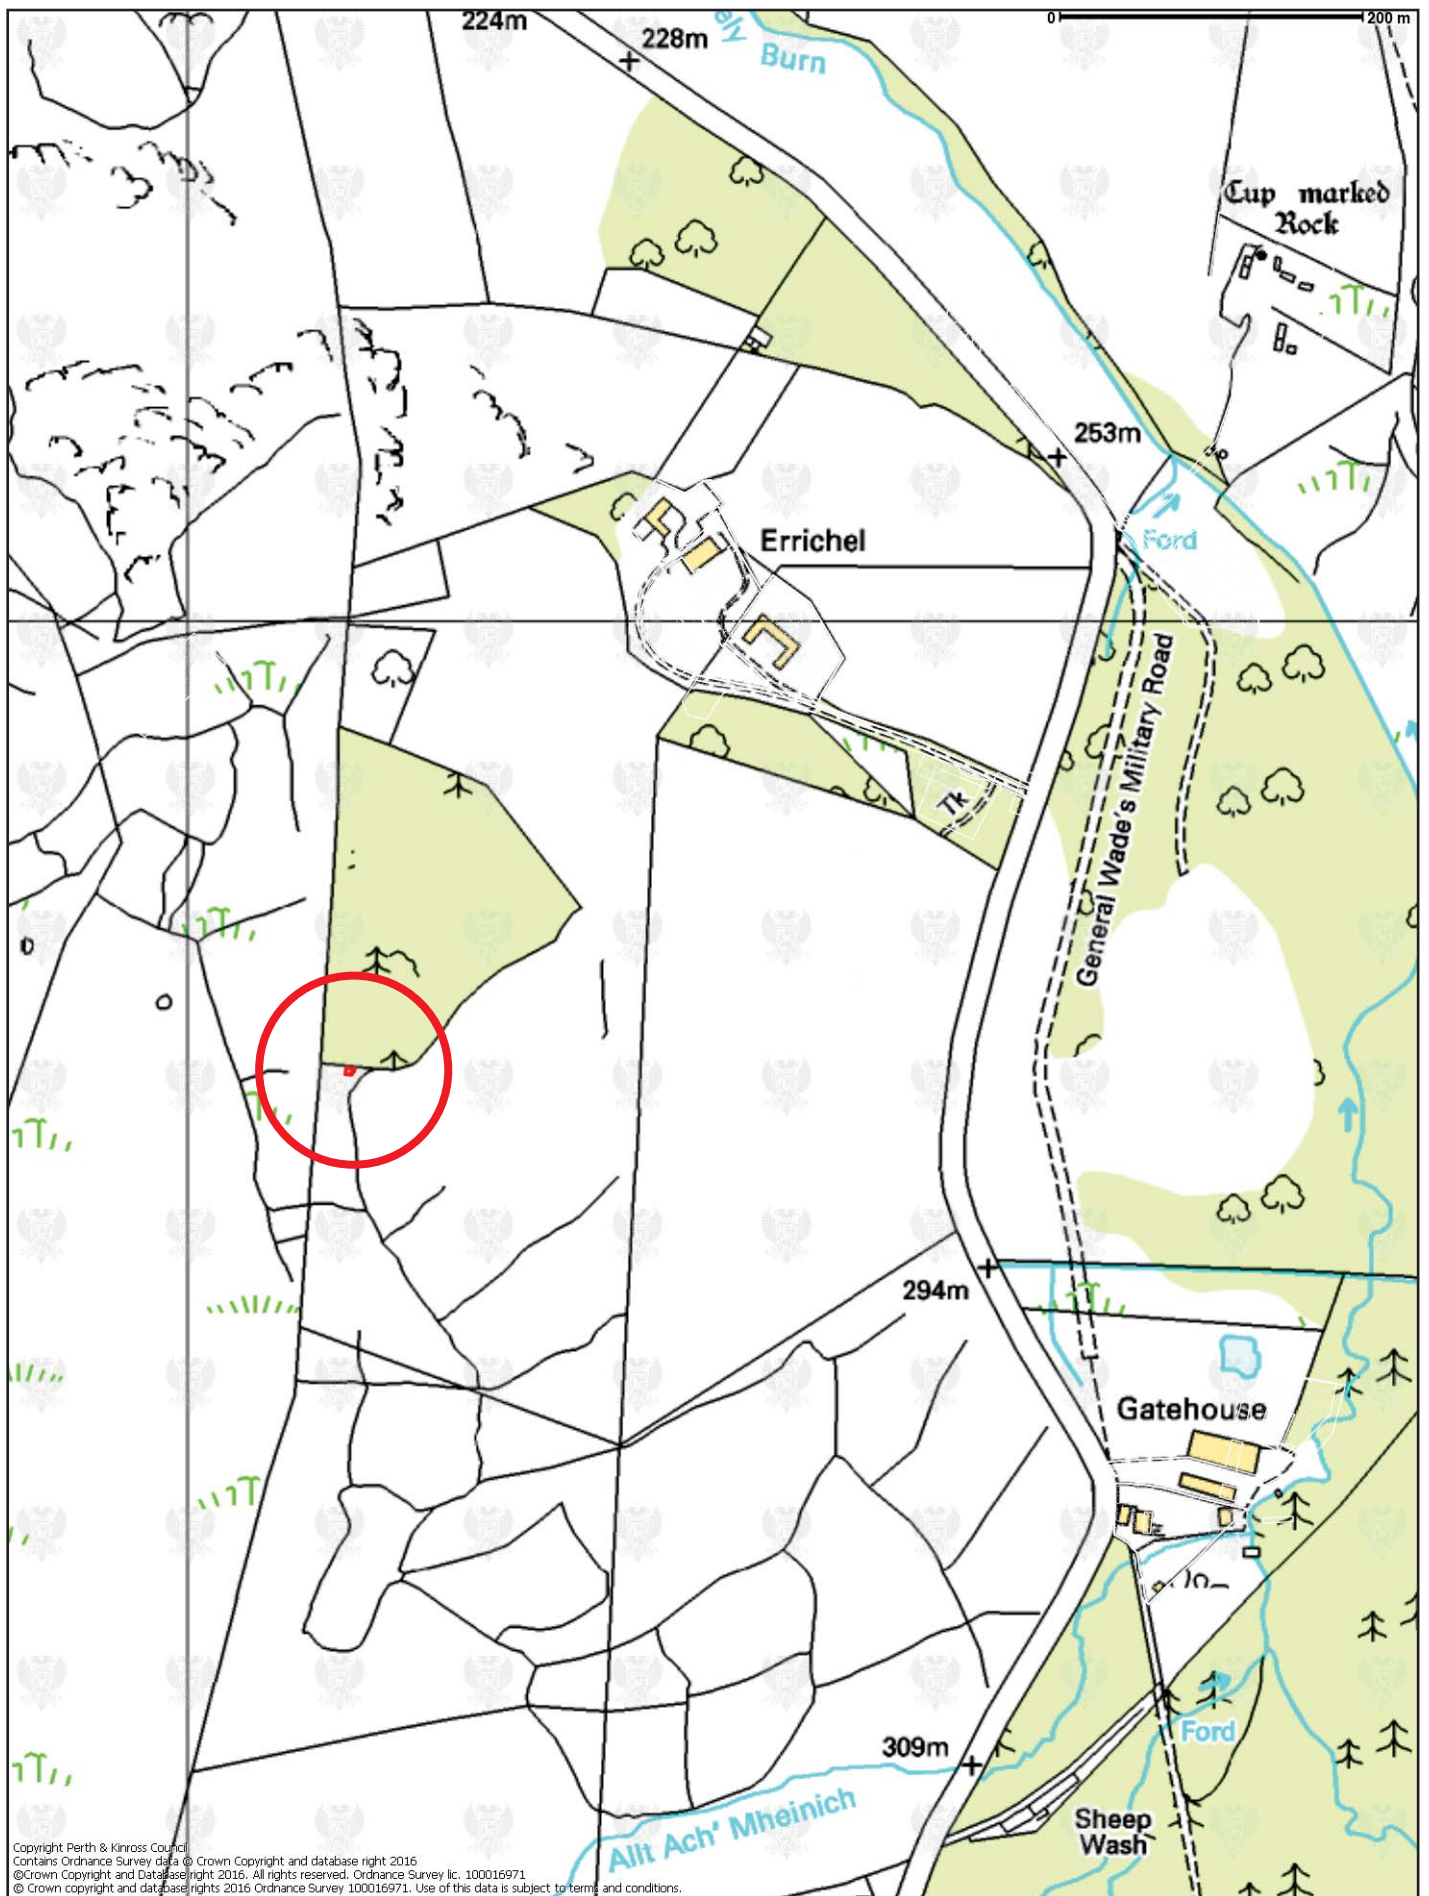 224m
228m
aly
Burn
0
200 m
Cup marked
Rock
253m
Ford
Errichel
General Wade's Military Road
Tk
294m
Gatehouse
309m
Ford
Allt Ach' Mheinich
Sheep
Wash
Copyright Perth & Kinross Council
Contains Ordnance Survey data © Crown Copyright and database right 2016
©Crown Copyright and Database right 2016. All rights reserved. Ordnance Survey lic. 100016971
© Crown copyright and database rights 2016 Ordnance Survey 100016971. Use of this data is subject to terms and conditions.